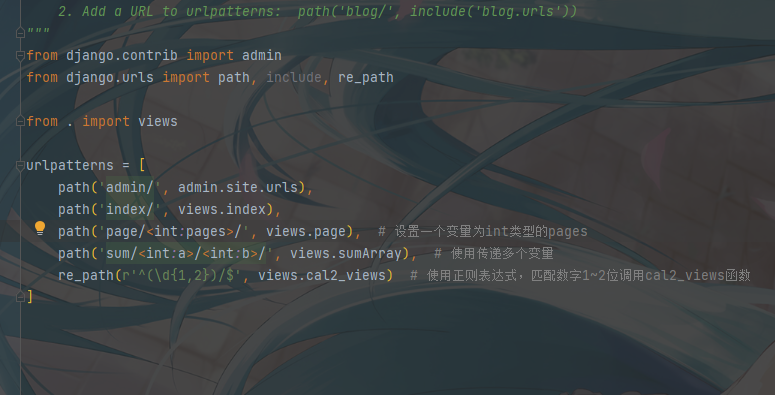 2. Add a URL to urlpatterns:  path('blog/', include('blog.urls'))
"""
from django.contrib import admin
from django.urls import path, include, re_path

from . import views

urlpatterns = [
    path('admin/', admin.site.urls),
    path('index/', views.index),
    path('page/<int:pages>/', views.page),  # 设置一个变量为int类型的pages
    path('sum/<int:a>/<int:b>/', views.sumArray),  # 使用传递多个变量
    re_path(r'^(\d{1,2})/$', views.cal2_views)  # 使用正则表达式，匹配数字1~2位调用cal2_views函数
]